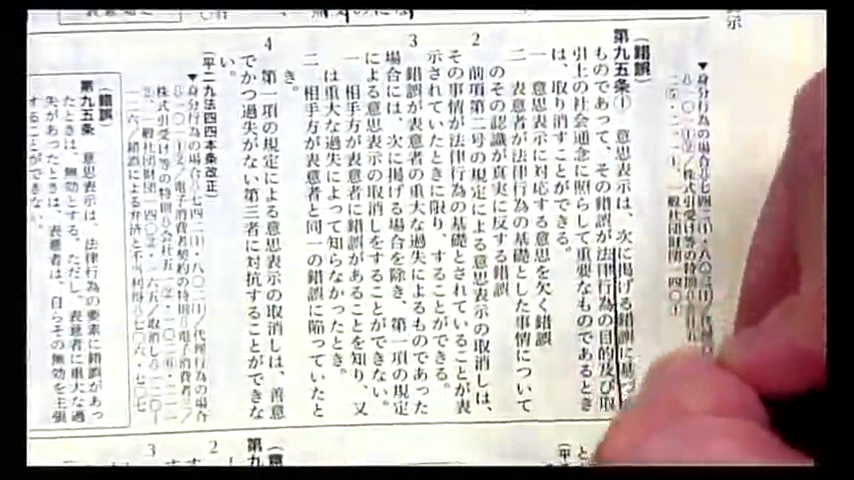 示
▼身分行為の場合
(錯誤)
第九五条① 意思表示は、次に掲げる錯誤に基づ
ものであって、その錯誤が法律行為の目的及び取
引上の社会通念に照らして重要なものであるとき
は、取り消すことができる。
一 意思表示に対応する意思を欠く錯誤
二 表意者が法律行為の基礎とした事情について
のその認識が真実に反する錯誤
2 前項第二号の規定による意思表示の取消しは、
その事情が法律行為の基礎とされていることが表
示されていたときに限り、することができる。
3 錯誤が表意者の重大な過失によるものであった
場合には、次に掲げる場合を除き、第一項の規定
による意思表示の取消しをすることができない。
一 相手方が表意者に錯誤があることを知り、又
は重大な過失によって知らなかったとき。
二 相手方が表意者と同一の錯誤に陥っていたと
き。
4 第一項の規定による意思表示の取消しは、善意
でかつ過失がない第三者に対抗することができな
い。
(平二九法四四本条改正)
▼身分行為の場合
(錯誤)
第九五条 意思表示は、法律行為の要素に錯誤があっ
たときは、無効とする。ただし、表意者に重大な過
失があったときは、表意者は、自らその無効を主張
することができない。
2
3
第九